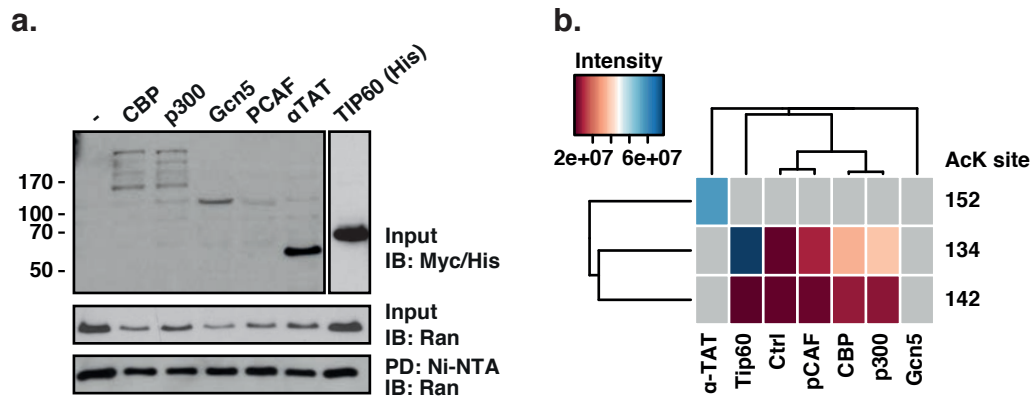 a.
- CBP p300 Gcn5 PCAF αTAT TIP60 (His)
170 -
100 -
70 -
50 -
Input
IB: Myc/His
Input
IB: Ran
PD: Ni-NTA
IB: Ran
b.
Intensity
2e+07 6e+07
AcK site
152
134
142
α-TAT Tip60 Ctrl pCAF CBP p300 Gcn5